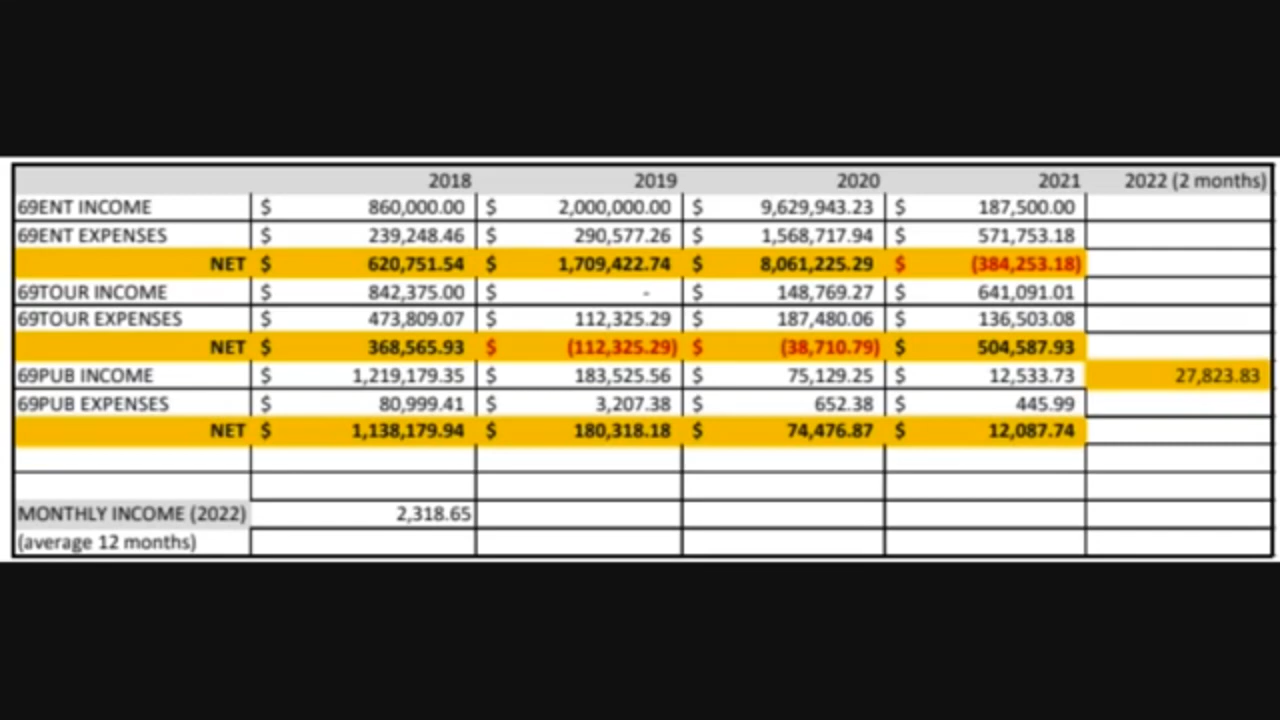 2018 2019 2020 2021 2022 (2 months)
69ENT INCOME $ 860,000.00 $ 2,000,000.00 $ 9,629,943.23 $ 187,500.00
69ENT EXPENSES $ 239,248.46 $ 290,577.26 $ 1,568,717.94 $ 571,753.18
NET $ 620,751.54 $ 1,709,422.74 $ 8,061,225.29 $ (384,253.18)
69TOUR INCOME $ 842,375.00 $ - $ 148,769.27 $ 641,091.01
69TOUR EXPENSES $ 473,809.07 $ 112,325.29 $ 187,480.06 $ 136,503.08
NET $ 368,565.93 $ (112,325.29) $ (38,710.79) $ 504,587.93
69PUB INCOME $ 1,219,179.35 $ 183,525.56 $ 75,129.25 $ 12,533.73 27,823.83
69PUB EXPENSES $ 80,999.41 $ 3,207.38 $ 652.38 $ 445.99
NET $ 1,138,179.94 $ 180,318.18 $ 74,476.87 $ 12,087.74
MONTHLY INCOME (2022) 2,318.65
(average 12 months)